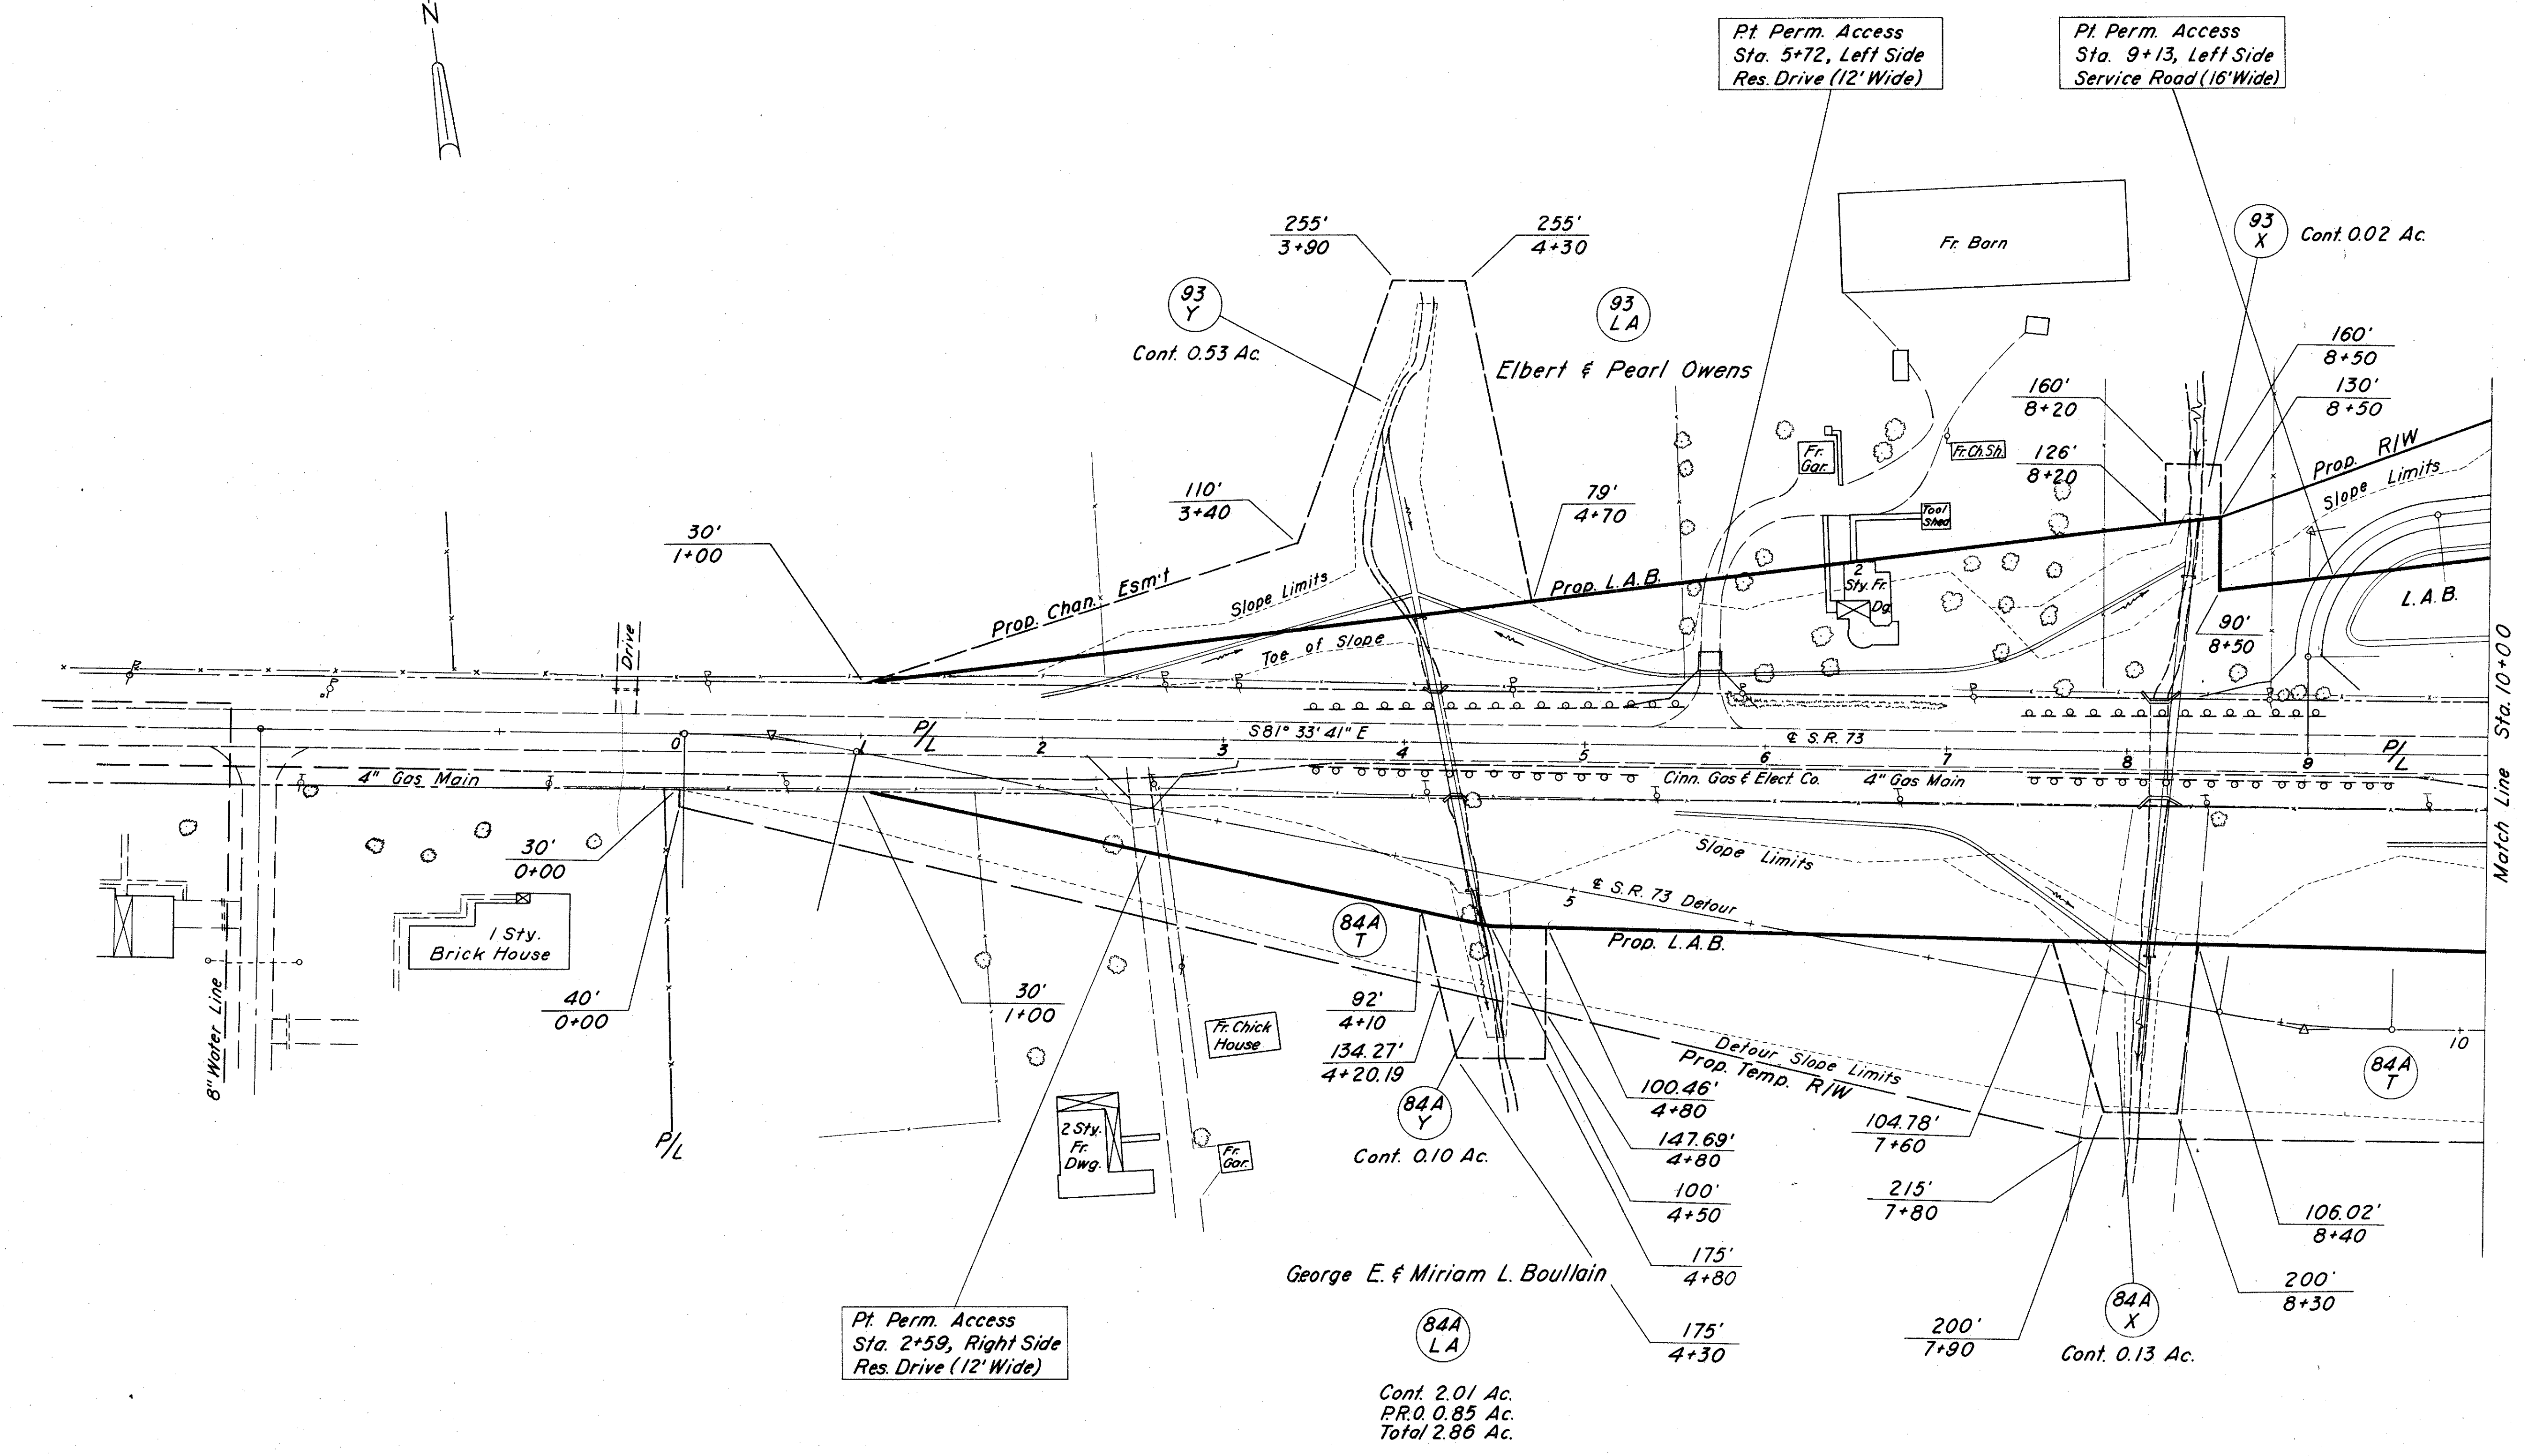 N
Pt. Perm. Access
Sta. 5+72, Left Side
Res. Drive (12' Wide)
Pt. Perm. Access
Sta. 9+13, Left Side
Service Road (16' Wide)
255'
3+90
255'
4+30
93
Y
Cont. 0.53 Ac.
93
LA
Elbert & Pearl Owens
Fr. Barn
93
X
Cont. 0.02 Ac.
160'
8+50
130'
8+50
160'
8+20
126'
8+20
Fr.
Gar.
Fr. Ch. Sh.
Tool
Shed
2
Sty. Fr.
Dg
Prop. R/W
Slope Limits
110'
3+40
79'
4+70
30'
1+00
Prop. Chan. Esm't
Slope Limits
Toe of Slope
Prop. L.A.B.
L.A.B.
90'
8+50
Drive
Match Line Sta. 10+00
S 81° 33' 41" E
℄ S.R. 73
P/L
P/L
0
1
2
3
4
5
6
7
8
9
4" Gas Main
Cinn. Gas & Elect. Co.
4" Gas Main
30'
0+00
Slope Limits
℄ S.R. 73 Detour
5
Prop. L.A.B.
84A
T
1 Sty.
Brick House
8" Water Line
40'
0+00
30'
1+00
P/L
Fr. Chick
House
92'
4+10
134.27'
4+20.19
84A
Y
Cont. 0.10 Ac.
Detour Slope Limits
Prop. Temp. R/W
10
84A
T
2 Sty.
Fr.
Dwg.
Fr.
Gar.
100.46'
4+80
147.69'
4+80
100'
4+50
175'
4+80
175'
4+30
104.78'
7+60
215'
7+80
200'
7+90
106.02'
8+40
200'
8+30
84A
X
Cont. 0.13 Ac.
George E. & Miriam L. Boullain
84A
LA
Cont. 2.01 Ac.
P.R.O. 0.85 Ac.
Total 2.86 Ac.
Pt. Perm. Access
Sta. 2+59, Right Side
Res. Drive (12' Wide)